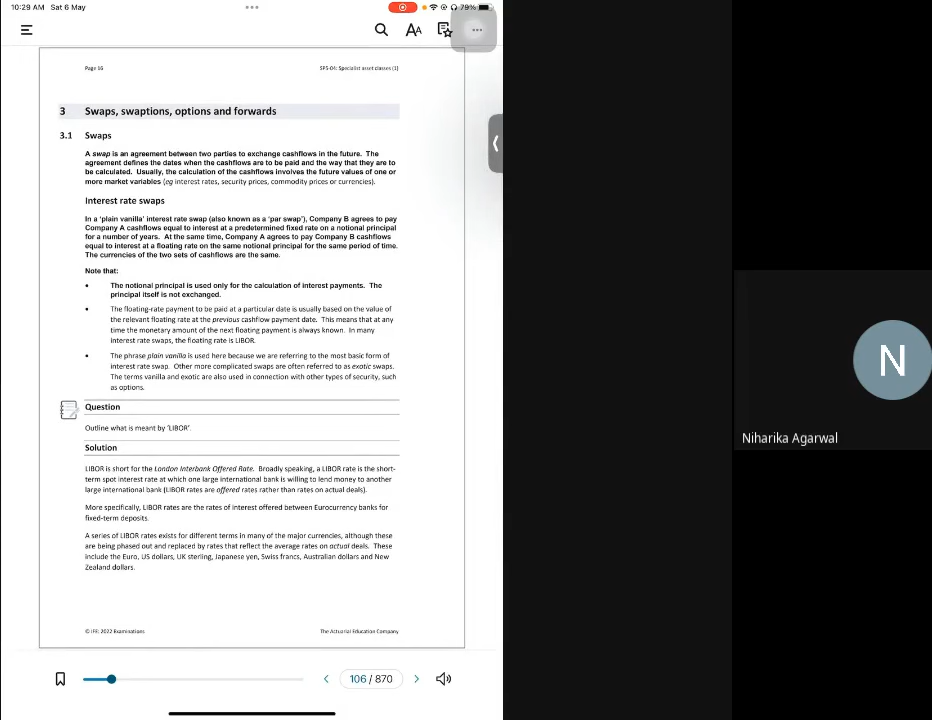 10:29 AM Sat 6 May
79%
AA
Page 16
SP5-04: Specialist asset classes (1)
3 Swaps, swaptions, options and forwards
3.1 Swaps
A swap is an agreement between two parties to exchange cashflows in the future. The
agreement defines the dates when the cashflows are to be paid and the way that they are to
be calculated. Usually, the calculation of the cashflows involves the future values of one or
more market variables (eg interest rates, security prices, commodity prices or currencies).
Interest rate swaps
In a 'plain vanilla' interest rate swap (also known as a 'par swap'), Company B agrees to pay
Company A cashflows equal to interest at a predetermined fixed rate on a notional principal
for a number of years. At the same time, Company A agrees to pay Company B cashflows
equal to interest at a floating rate on the same notional principal for the same period of time.
The currencies of the two sets of cashflows are the same.
Note that:
• The notional principal is used only for the calculation of interest payments. The
principal itself is not exchanged.
• The floating-rate payment to be paid at a particular date is usually based on the value of
the relevant floating rate at the previous cashflow payment date. This means that at any
time the monetary amount of the next floating payment is always known. In many
interest rate swaps, the floating rate is LIBOR.
• The phrase plain vanilla is used here because we are referring to the most basic form of
interest rate swap. Other more complicated swaps are often referred to as exotic swaps.
The terms vanilla and exotic are also used in connection with other types of security, such
as options.
Question
Outline what is meant by 'LIBOR'.
Solution
LIBOR is short for the London Interbank Offered Rate. Broadly speaking, a LIBOR rate is the short-
term spot interest rate at which one large international bank is willing to lend money to another
large international bank (LIBOR rates are offered rates rather than rates on actual deals).
More specifically, LIBOR rates are the rates of interest offered between Eurocurrency banks for
fixed-term deposits.
A series of LIBOR rates exists for different terms in many of the major currencies, although these
are being phased out and replaced by rates that reflect the average rates on actual deals. These
include the Euro, US dollars, UK sterling, Japanese yen, Swiss francs, Australian dollars and New
Zealand dollars.
© IFE: 2022 Examinations
The Actuarial Education Company
106 / 870
N
Niharika Agarwal